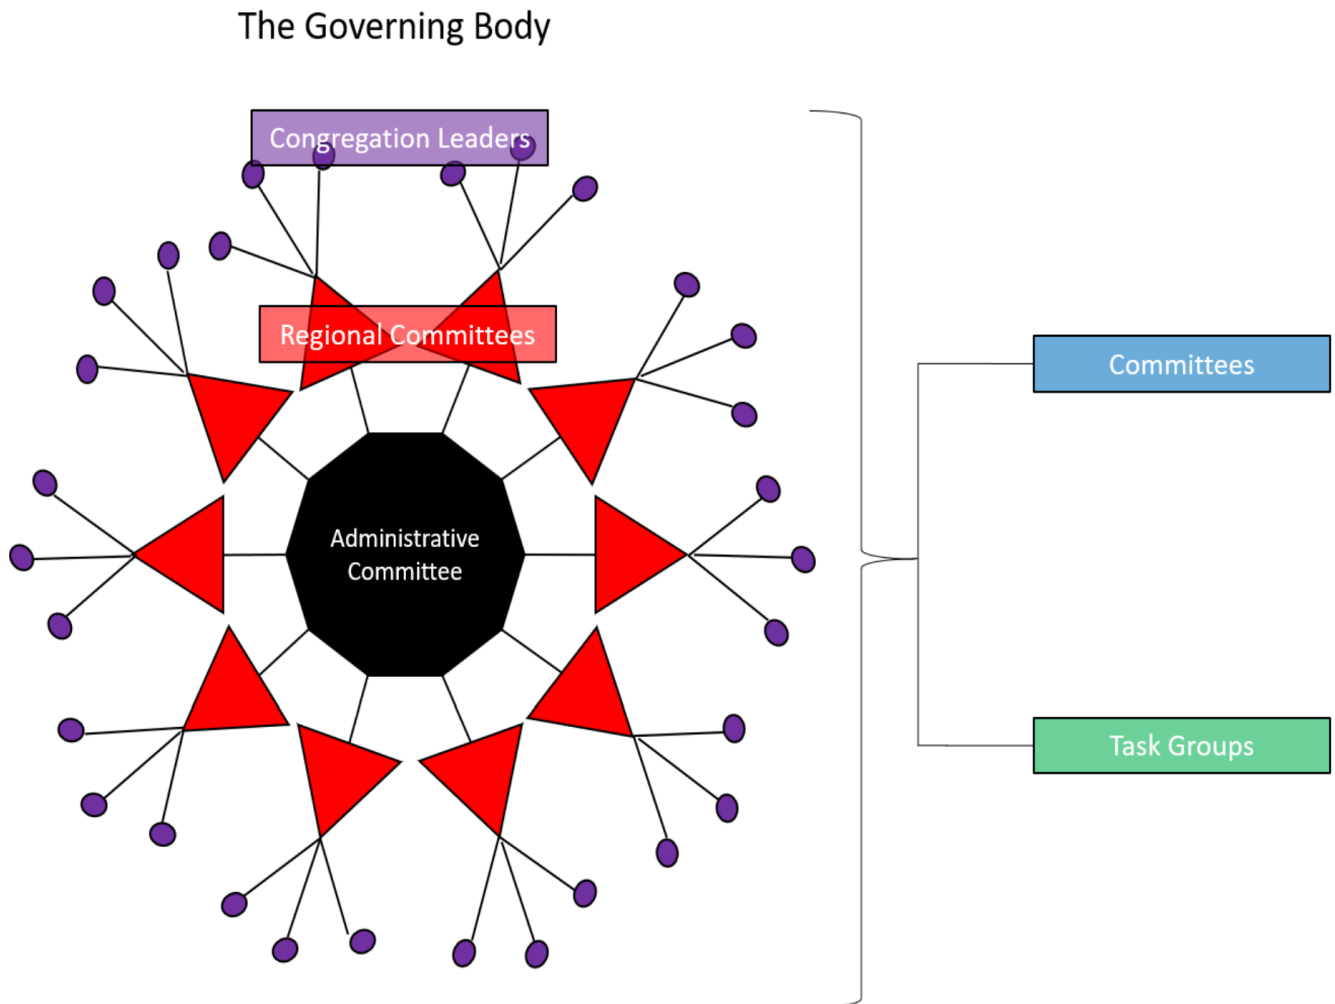 The Governing Body
Congregation Leaders
Regional Committees
Administrative
Committee
Committees
Task Groups